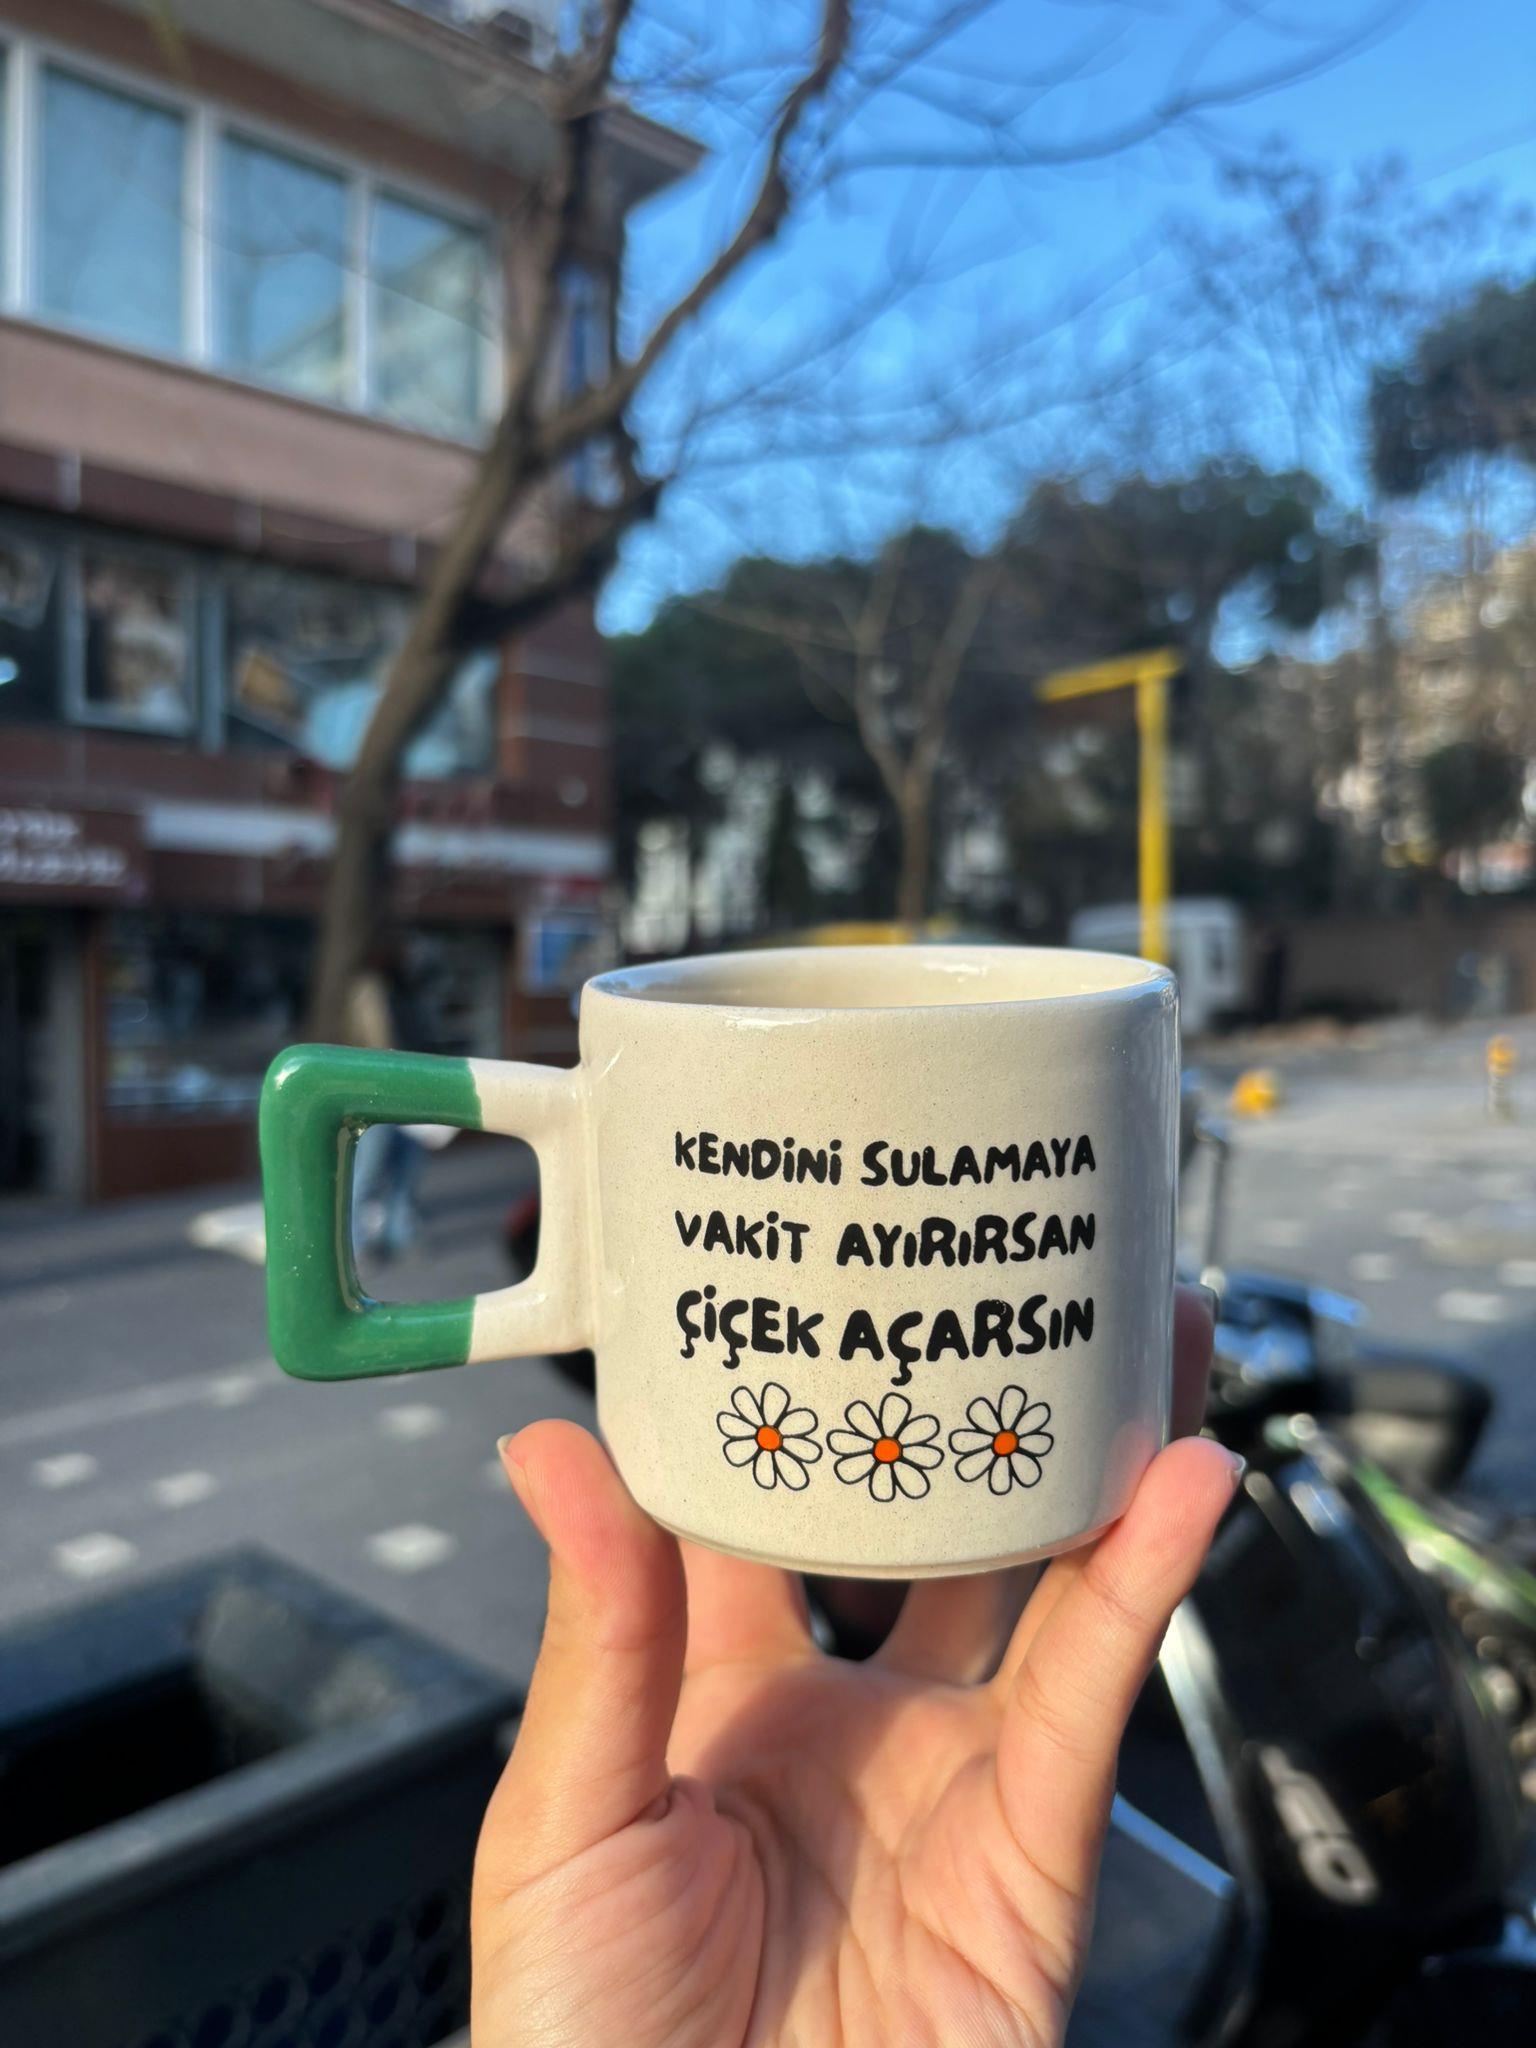 KENDİNİ SULAMAYA
VAKİT AYIRIRSAN
ÇİÇEK AÇARSIN